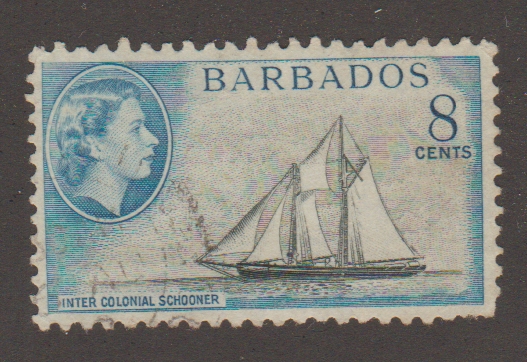 BARBADOS
8
CENTS
INTER COLONIAL SCHOONER